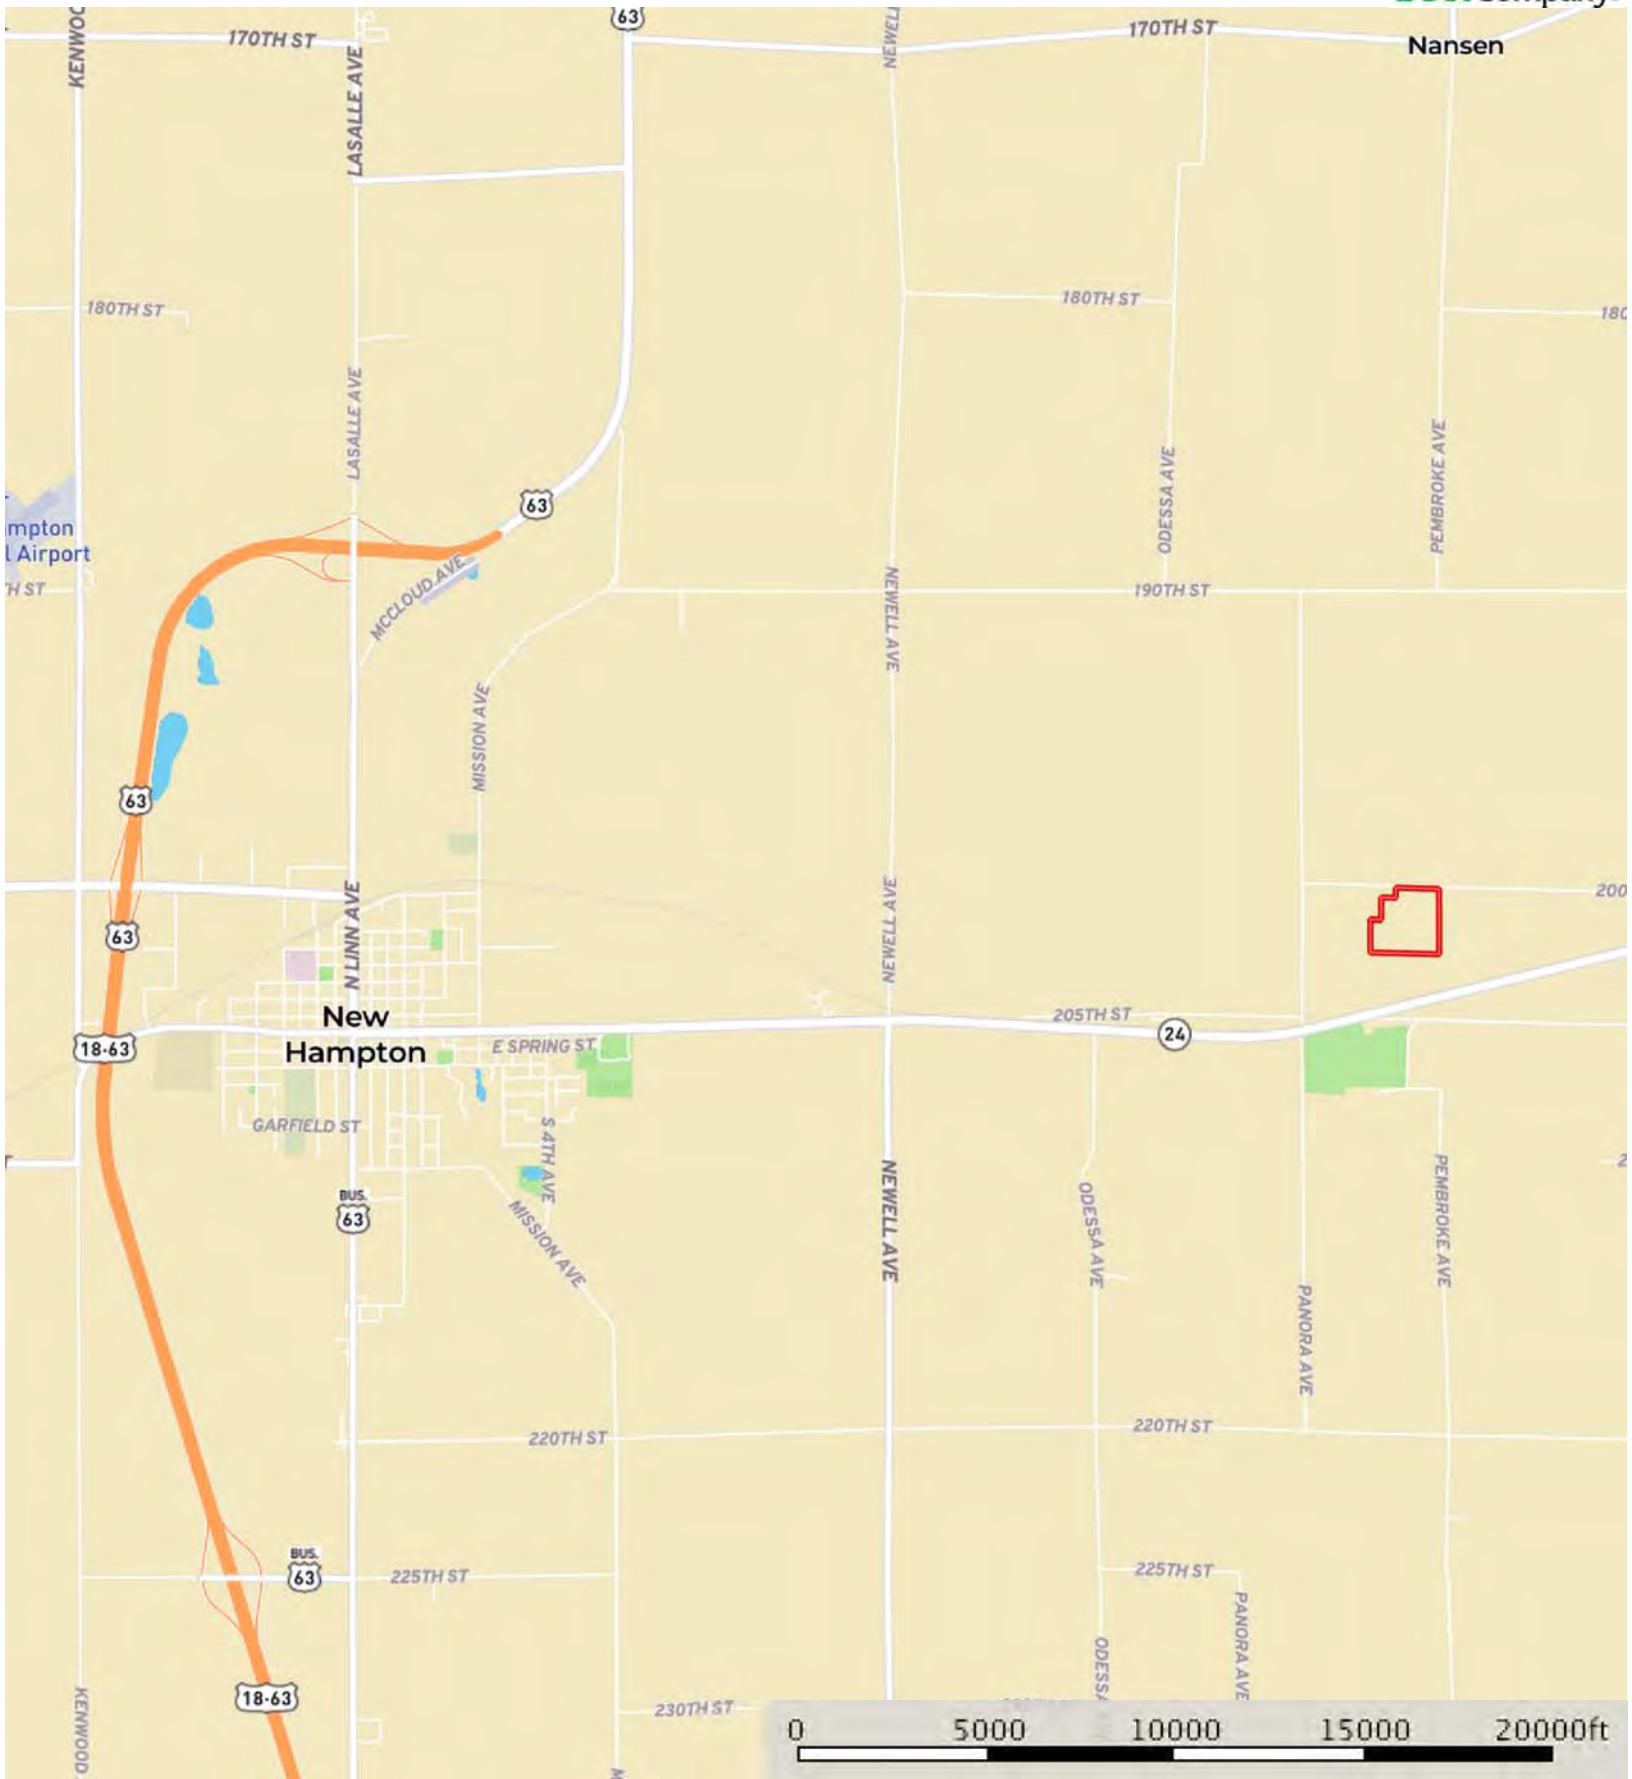 Company
63
170TH ST
170TH ST
Nansen
LASALLE AVE
180TH ST
180TH ST
LASALLE AVE
ODESSA AVE
PEMBROKE AVE
63
mpton
l Airport
MCCLOUD AVE
190TH ST
NEWELL AVE
MISSION AVE
63
N LINN AVE
NEWELL AVE
200
63
New
Hampton
205TH ST
24
E SPRING ST
18-63
GARFIELD ST
S 4TH AVE
NEWELL AVE
ODESSA AVE
PEMBROKE AVE
BUS.
63
MISSION AVE
PANORA AVE
220TH ST
220TH ST
BUS.
63
225TH ST
225TH ST
PANORA AVE
ODESSA
18-63
230TH ST
0 5000 10000 15000 20000ft